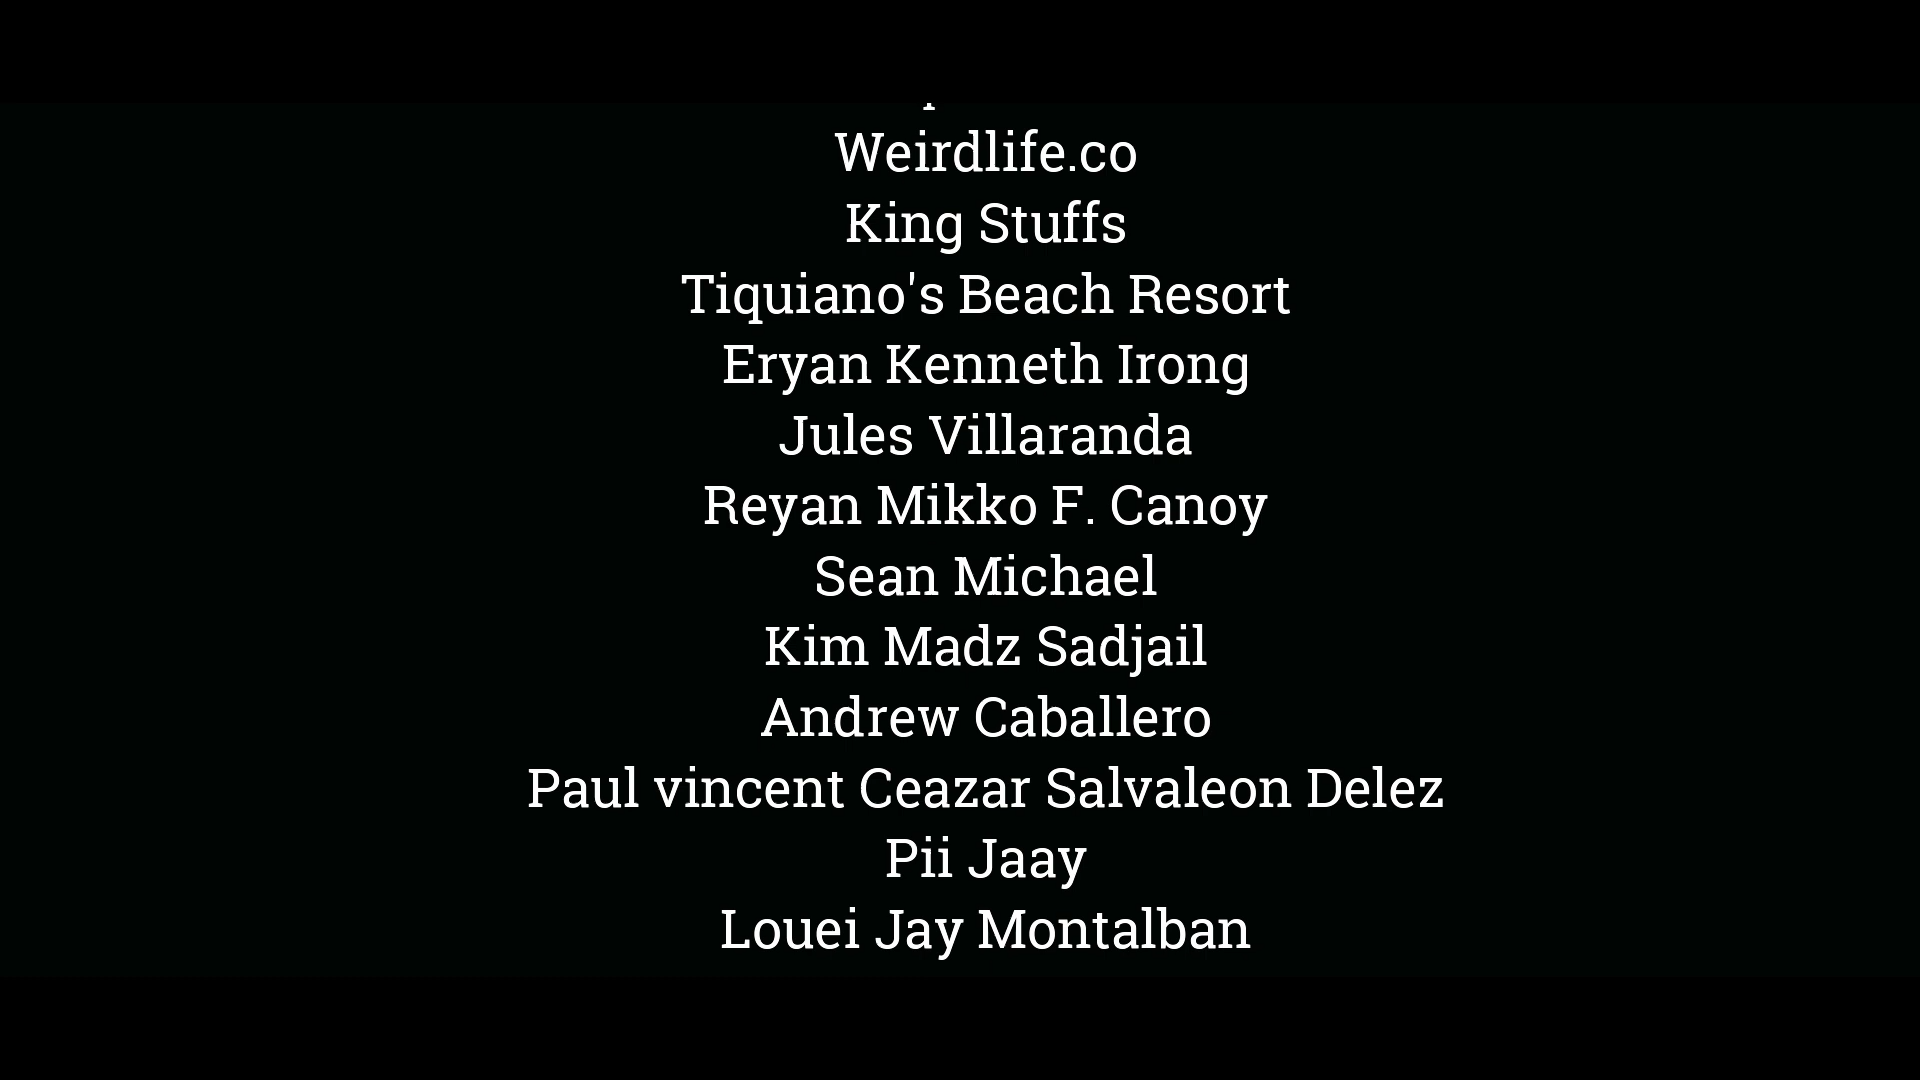 Weirdlife.co
King Stuffs
Tiquiano's Beach Resort
Eryan Kenneth Irong
Jules Villaranda
Reyan Mikko F. Canoy
Sean Michael
Kim Madz Sadjail
Andrew Caballero
Paul vincent Ceazar Salvaleon Delez
Pii Jaay
Louei Jay Montalban